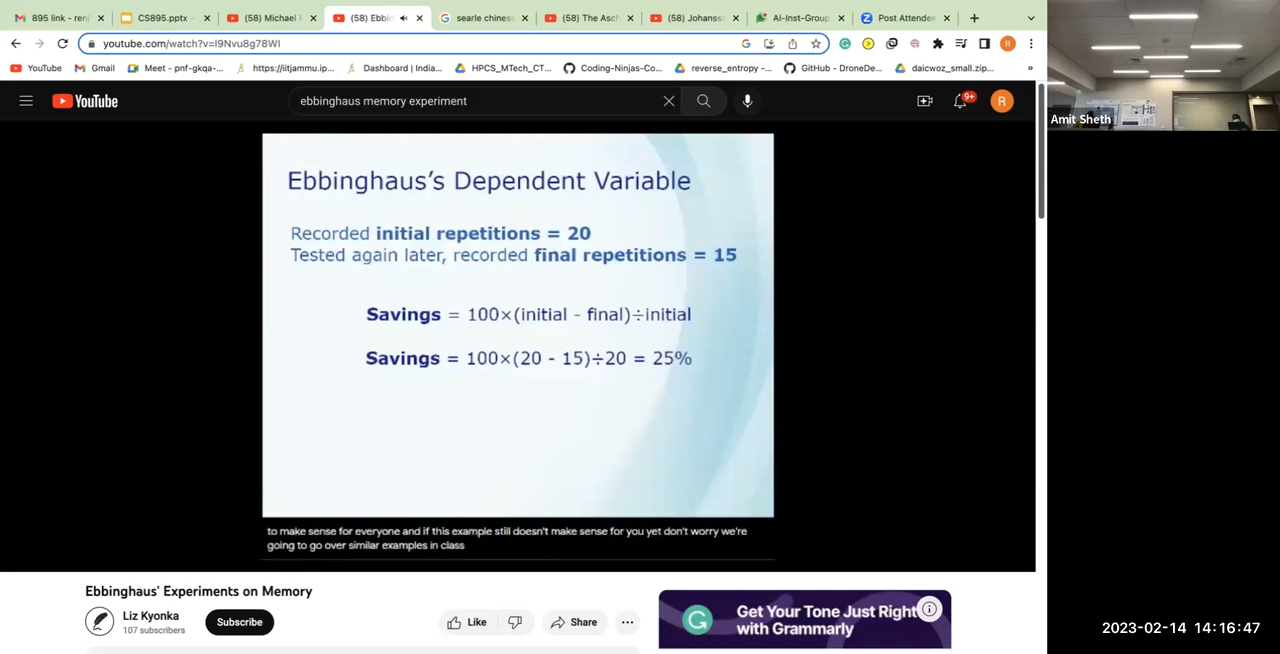 (58) Michael
895 link - renj
CS895.pptx -
(58) Ebbin
searle chinese
(58) The Asch
(58) Johanss
AI-Inst-Group
Post Attendee
youtube.com/watch?v=I9Nvu8g78WI
YouTube
Gmail
Meet - pnf-gkqa-...
https://iitjammu.ip...
Dashboard | India...
HPCS_MTech_CT...
Coding-Ninjas-Co...
reverse_entropy -...
GitHub - DroneDe...
daicwoz_small.zip...
»
YouTube
ebbinghaus memory experiment
9+
R
Amit Sheth
Ebbinghaus's Dependent Variable
Recorded initial repetitions = 20
Tested again later, recorded final repetitions = 15
Savings = 100×(initial - final)÷initial
Savings = 100×(20 - 15)÷20 = 25%
to make sense for everyone and if this example still doesn't make sense for you yet don't worry we're
going to go over similar examples in class
Ebbinghaus' Experiments on Memory
Liz Kyonka
107 subscribers
Subscribe
Like
Share
Get Your Tone Just Right
with Grammarly
2023-02-14 14:16:47